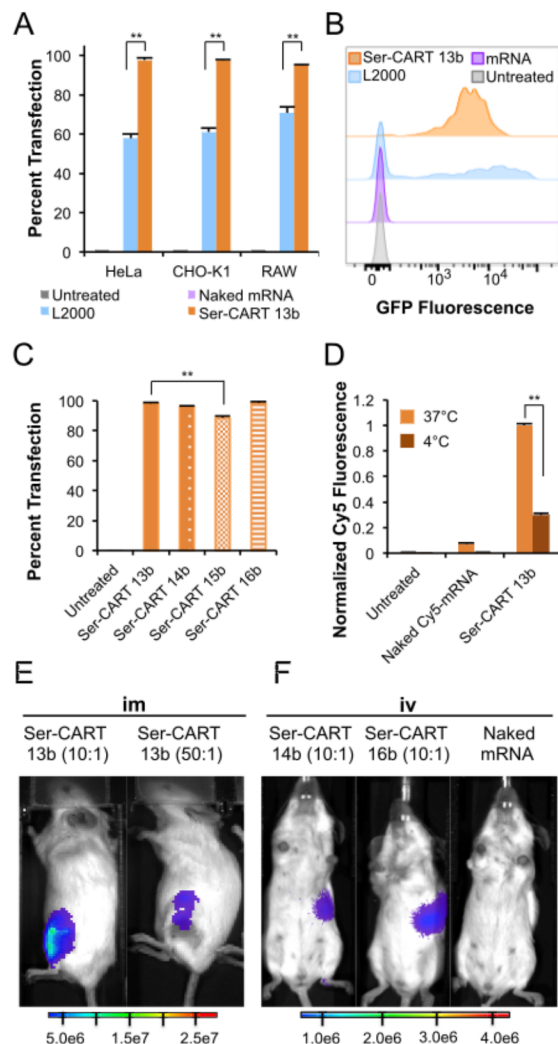 A
Percent Transfection
100
80
60
40
20
0
**
**
**
HeLa
CHO-K1
RAW
Untreated
Naked mRNA
L2000
Ser-CART 13b
B
Ser-CART 13b
mRNA
L2000
Untreated
0
10³
10⁴
GFP Fluorescence
C
Percent Transfection
100
80
60
40
20
0
**
Untreated
Ser-CART 13b
Ser-CART 14b
Ser-CART 15b
Ser-CART 16b
D
Normalized Cy5 Fluorescence
1.2
1
0.8
0.6
0.4
0.2
0
37°C
4°C
**
Untreated
Naked Cy5-mRNA
Ser-CART 13b
E
im
Ser-CART
13b (10:1)
Ser-CART
13b (50:1)
5.0e6
1.5e7
2.5e7
F
iv
Ser-CART
14b (10:1)
Ser-CART
16b (10:1)
Naked
mRNA
1.0e6
2.0e6
3.0e6
4.0e6